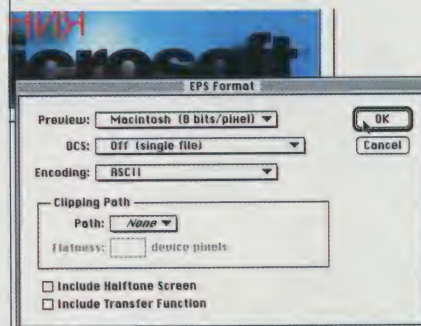 НИЯ
icrosoft
EPS Format
Preview: Macintosh (8 bits/pixel)
OK
DCS: Off (single file)
Cancel
Encoding: ASCII
Clipping Path
Path: None
Flatness: device pixels
Include Halftone Screen
Include Transfer Function